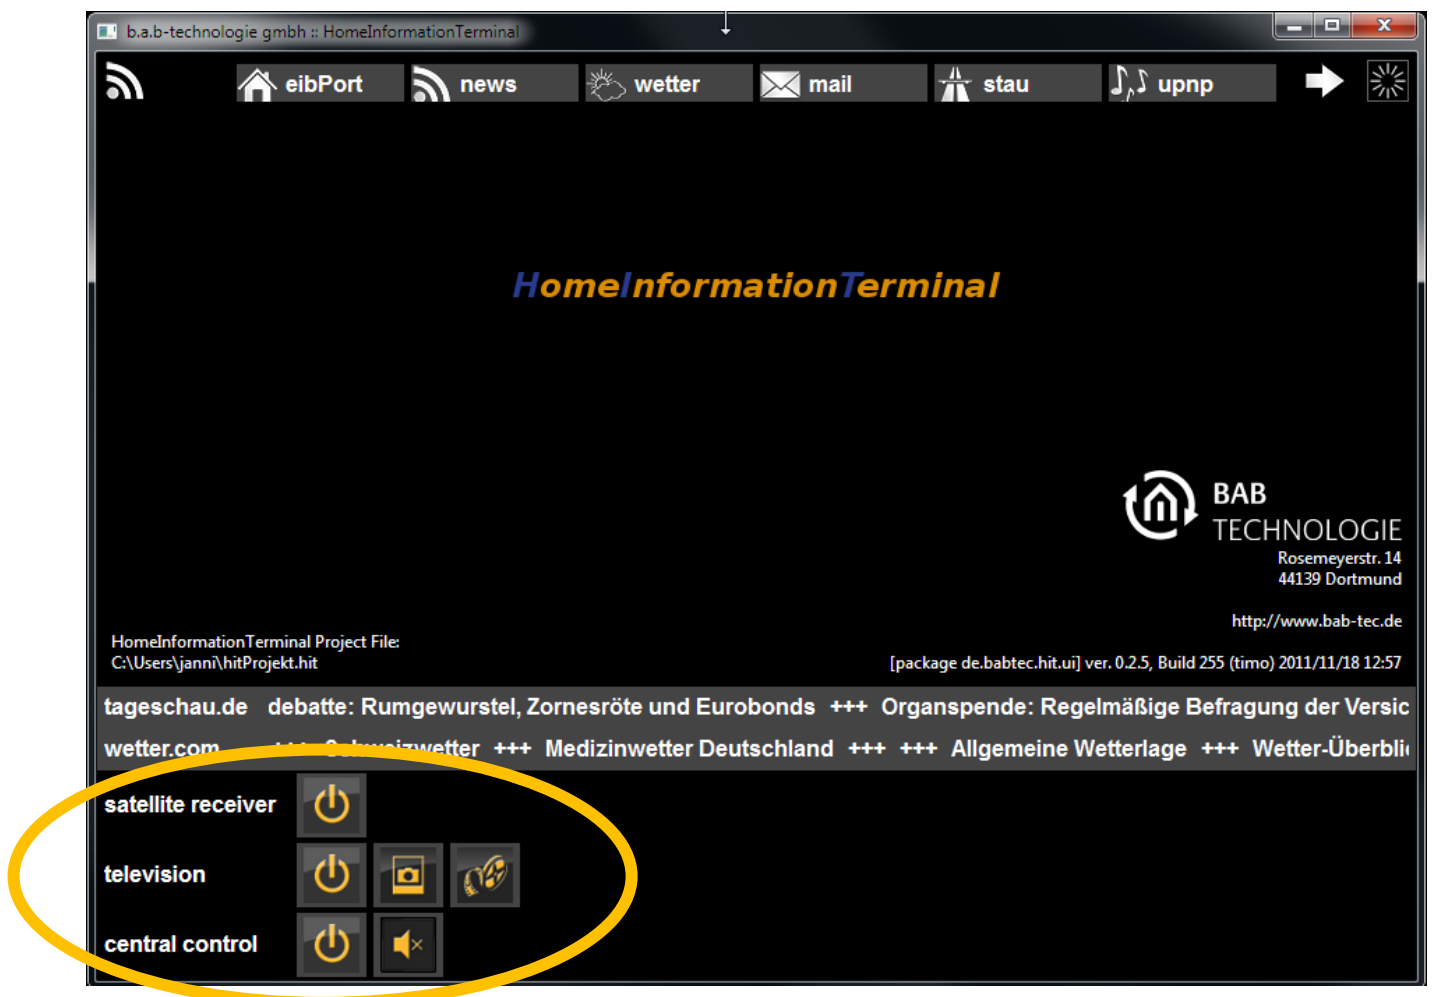 b.a.b-technologie gmbh :: HomeInformationTerminal
eibPort news wetter mail stau upnp
HomeInformationTerminal
BAB
TECHNOLOGIE
Rosemeyerstr. 14
44139 Dortmund
http://www.bab-tec.de
HomeInformationTerminal Project File:
C:\Users\janni\hitProjekt.hit
[package de.babtec.hit.ui] ver. 0.2.5, Build 255 (timo) 2011/11/18 12:57
tageschau.de debatte: Rumgewurstel, Zornesröte und Eurobonds +++ Organspende: Regelmäßige Befragung der Versic
wetter.com +++ Schweizwetter +++ Medizinwetter Deutschland +++ +++ Allgemeine Wetterlage +++ Wetter-Überbli
satellite receiver
television
central control